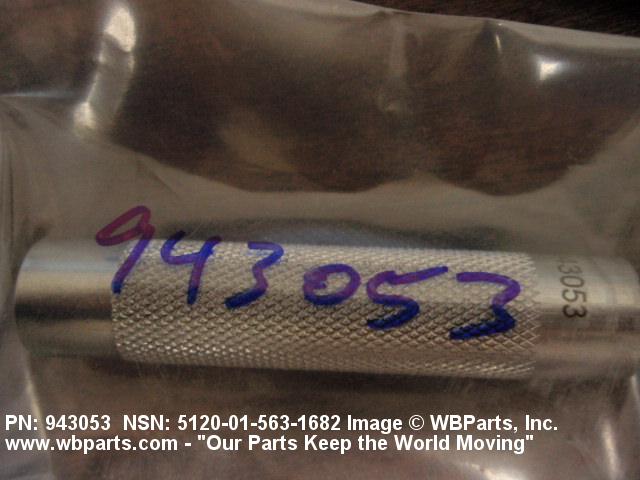 943053
3053
PN: 943053 NSN: 5120-01-563-1682 Image © WBParts, Inc.
www.wbparts.com - "Our Parts Keep the World Moving"